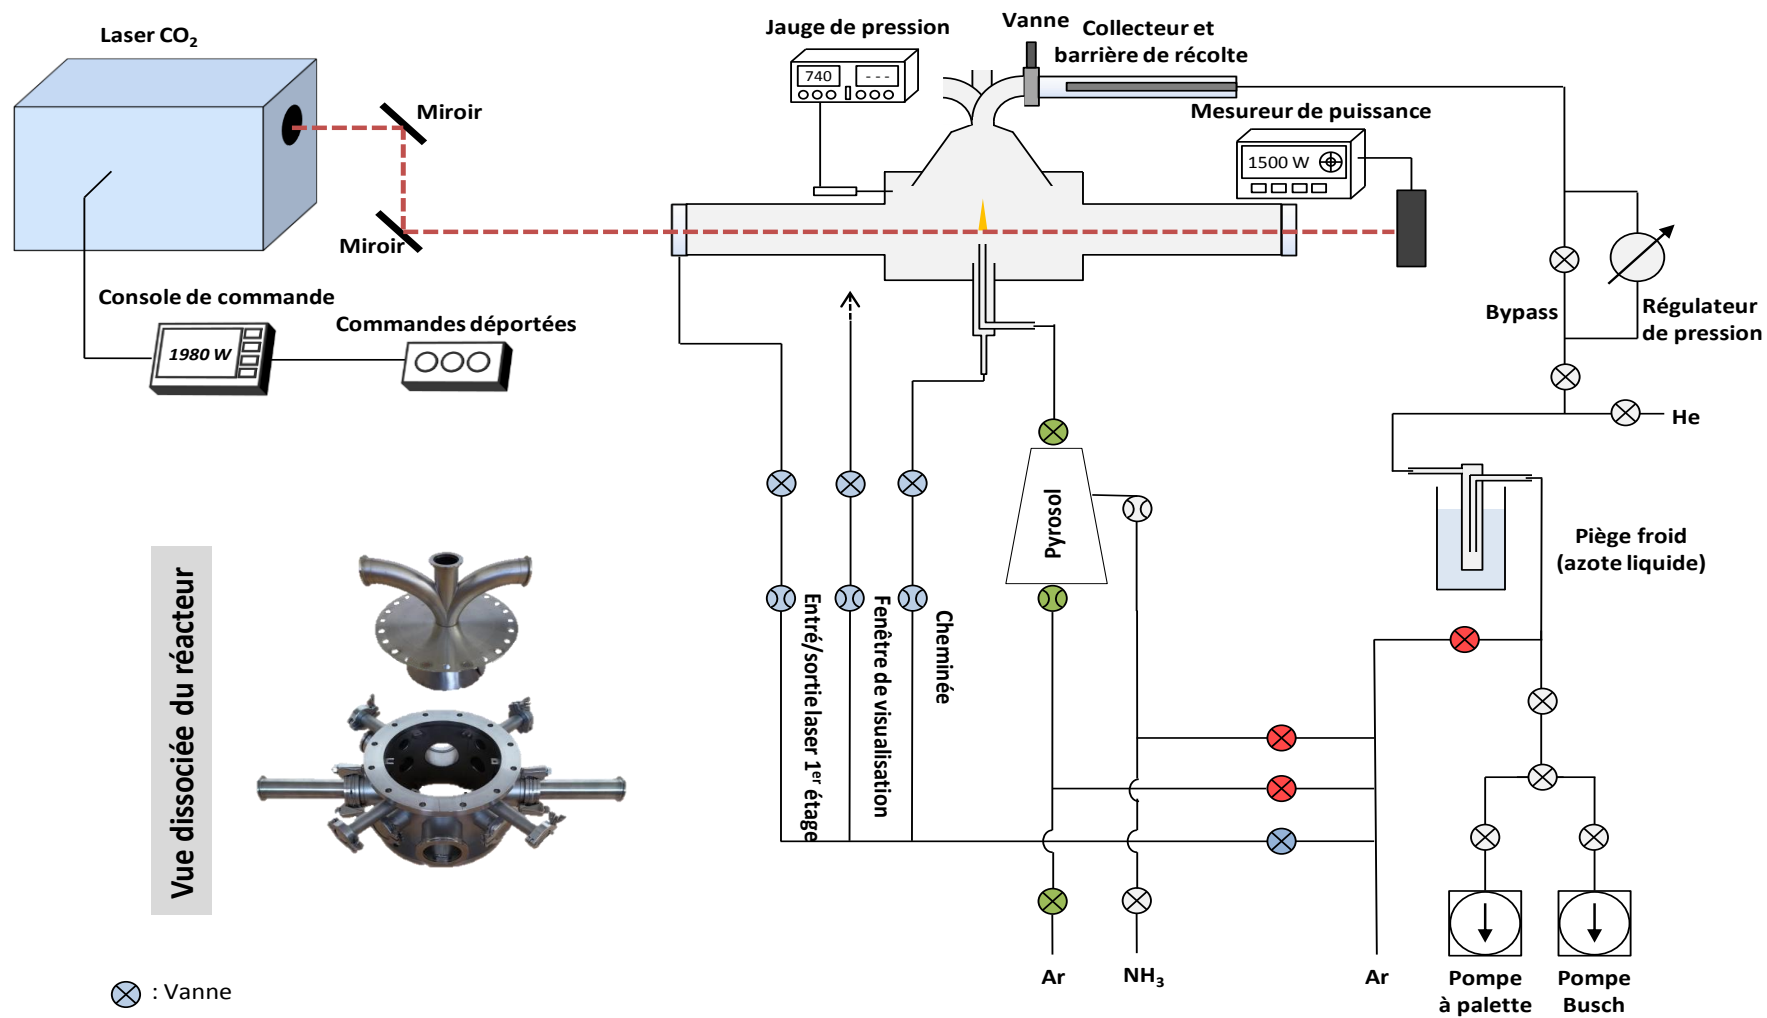 Laser CO₂
Miroir
Miroir
Console de commande
1980 W
Commandes déportées
Jauge de pression
740
- - -
Vanne
Collecteur et
barrière de récolte
Mesureur de puissance
1500 W
Bypass
Régulateur
de pression
He
Piège froid
(azote liquide)
Pyrosol
Entré/sortie laser 1er étage
Fenêtre de visualisation
Cheminée
Vue dissociée du réacteur
Ar
NH₃
Ar
Pompe
à palette
Pompe
Busch
: Vanne